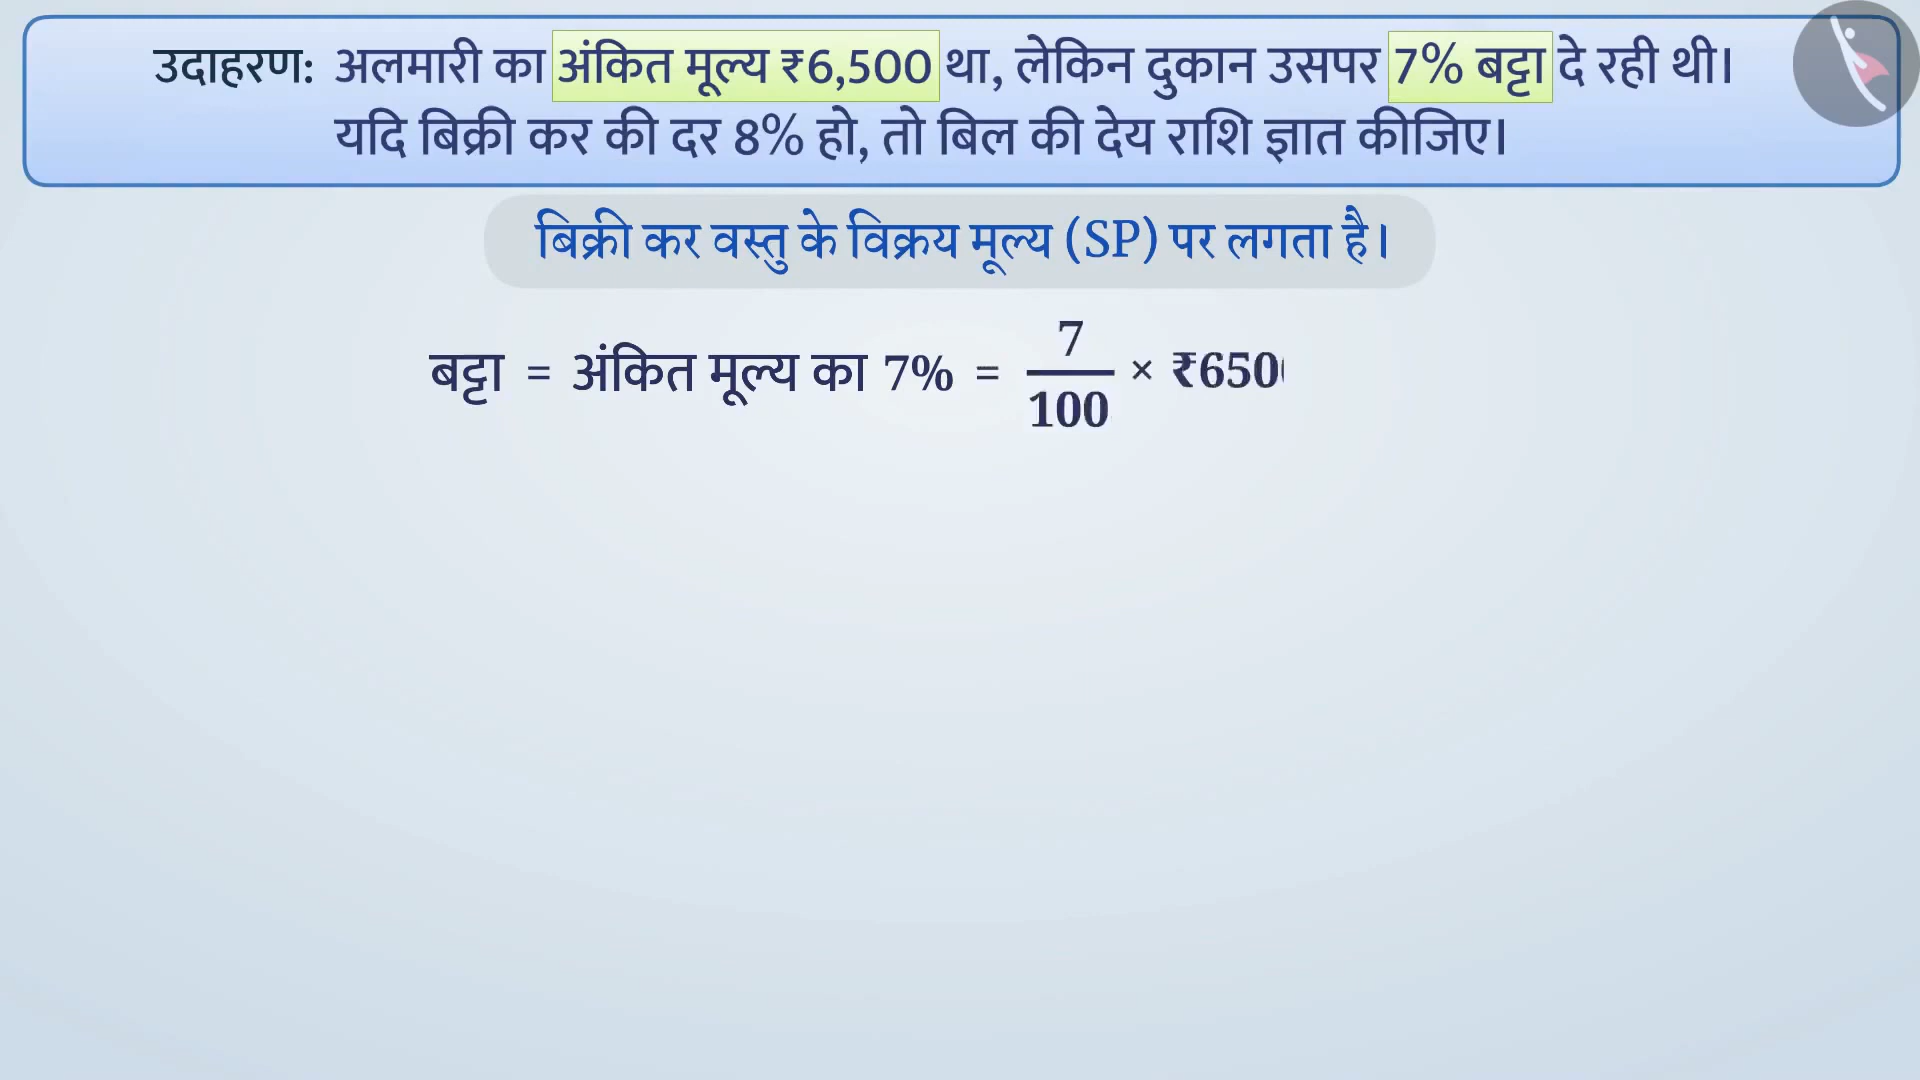 उदाहरण: अलमारी का अंकित मूल्य ₹6,500 था, लेकिन दुकान उसपर 7% बट्टा दे रही थी।
यदि बिक्री कर की दर 8% हो, तो बिल की देय राशि ज्ञात कीजिए।
बिक्री कर वस्तु के विक्रय मूल्य (SP) पर लगता है।
बट्टा = अंकित मूल्य का 7% = 7/100 × ₹650